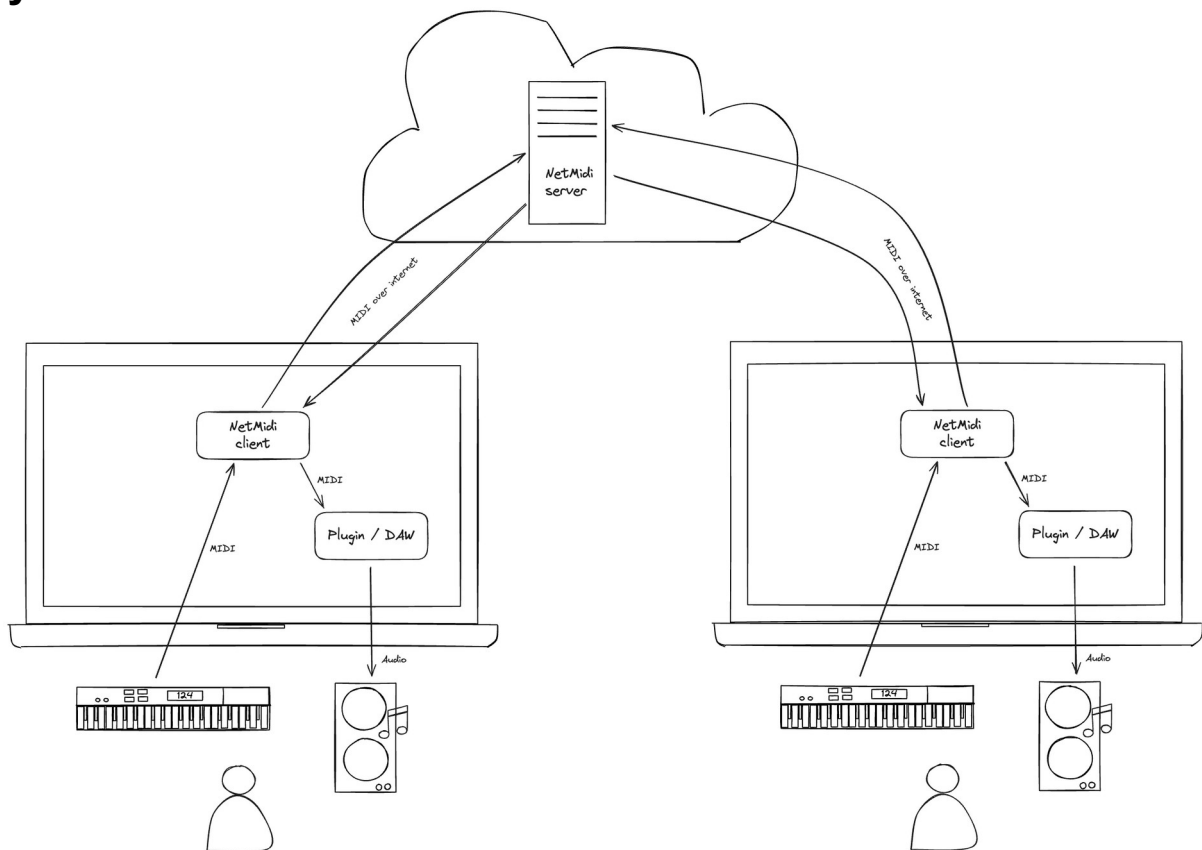 NetMidi
server
MIDI over internet
MIDI over internet
NetMidi
client
MIDI
Plugin / DAW
MIDI
Audio
124
NetMidi
client
MIDI
Plugin / DAW
MIDI
Audio
124